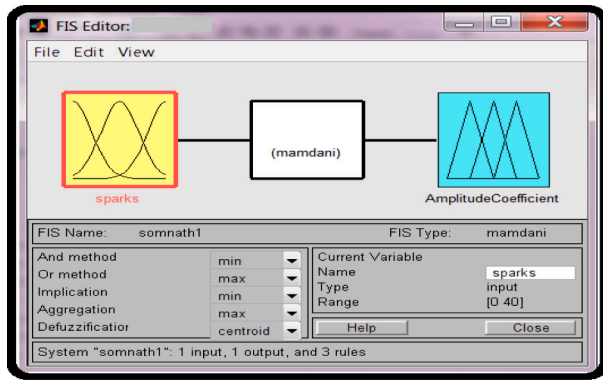 FIS Editor:
File Edit View
(mamdani)
sparks
AmplitudeCoefficient
FIS Name: somnath1
FIS Type: mamdani
And method min
Or method max
Implication min
Aggregation max
Defuzzification centroid
Current Variable
Name sparks
Type input
Range [0 40]
Help Close
System "somnath1": 1 input, 1 output, and 3 rules